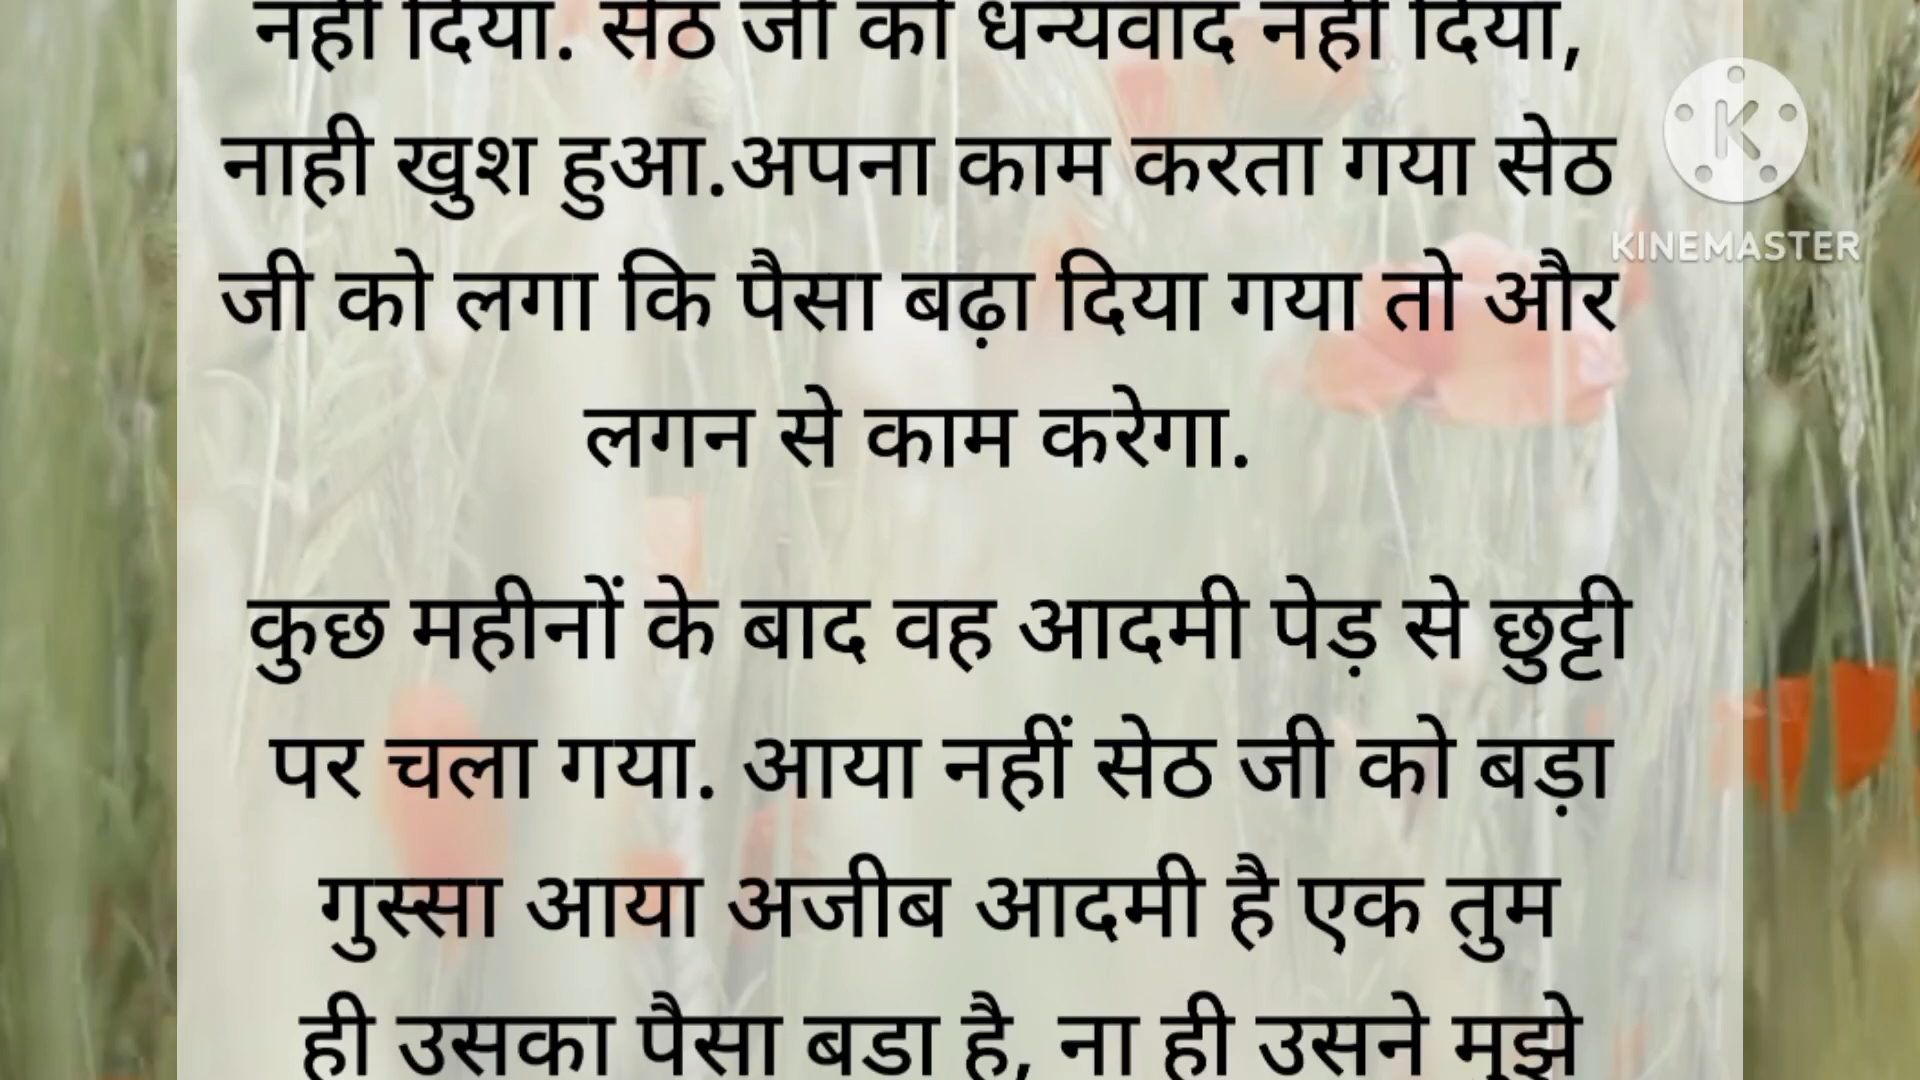 नहीं दिया. सेठ जी को धन्यवाद नहीं दिया,
नाही खुश हुआ.अपना काम करता गया सेठ
जी को लगा कि पैसा बढ़ा दिया गया तो और
लगन से काम करेगा.
कुछ महीनों के बाद वह आदमी पेड़ से छुट्टी
पर चला गया. आया नहीं सेठ जी को बड़ा
गुस्सा आया अजीब आदमी है एक तुम
ही उसका पैसा बडा है, ना ही उसने मुझे
K
KINEMASTER